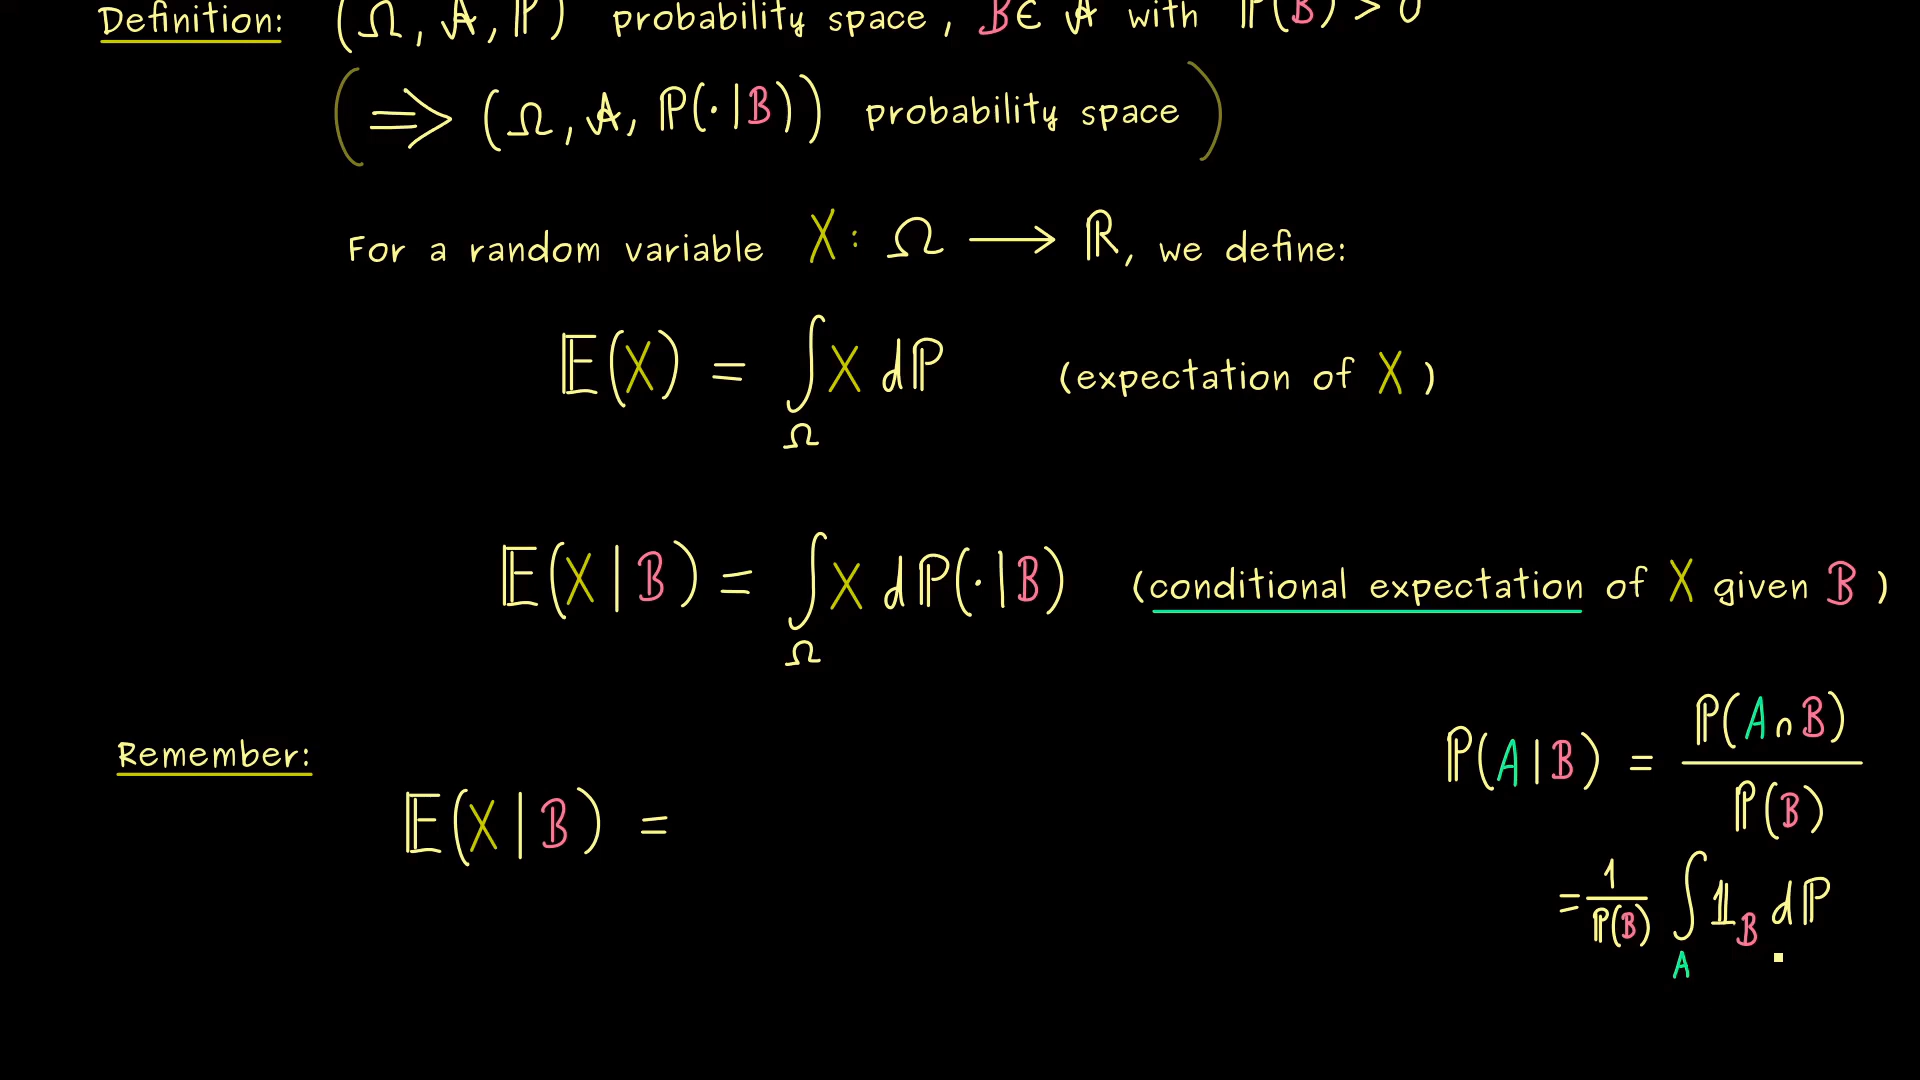 Definition: (Ω, 𝒜, ℙ) probability space, B ∈ 𝒜 with ℙ(B) > 0
( ⟹ (Ω, 𝒜, ℙ(·|B)) probability space )
For a random variable X: Ω ⟶ ℝ, we define:
𝔼(X) = ∫_Ω X dℙ (expectation of X)
𝔼(X|B) = ∫_Ω X dℙ(·|B) (conditional expectation of X given B)
Remember:
𝔼(X|B) =
ℙ(A|B) = ℙ(A∩B) / ℙ(B)
= 1/ℙ(B) ∫_A 𝟙_B dℙ